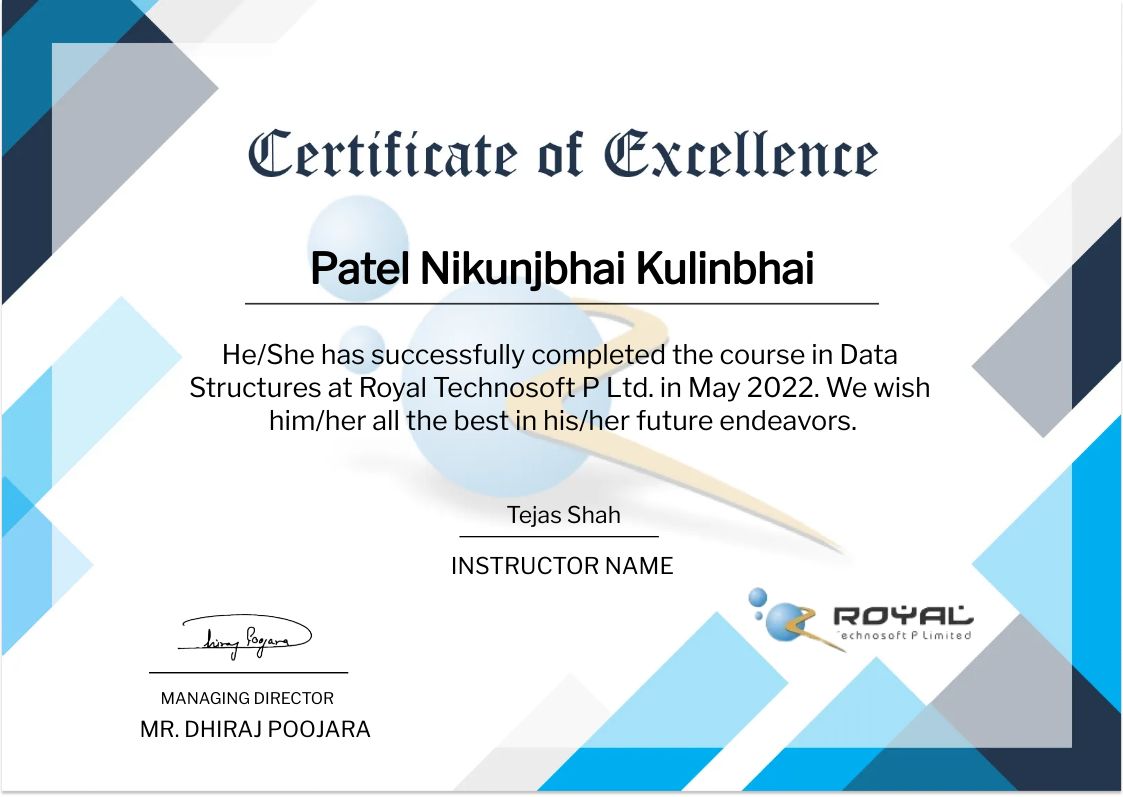 Certificate of Excellence
Patel Nikunjbhai Kulinbhai
He/She has successfully completed the course in Data
Structures at Royal Technosoft P Ltd. in May 2022. We wish
him/her all the best in his/her future endeavors.
Tejas Shah
INSTRUCTOR NAME
ROYAL
echnosoft P Limited
Dhiraj Poojara
MANAGING DIRECTOR
MR. DHIRAJ POOJARA